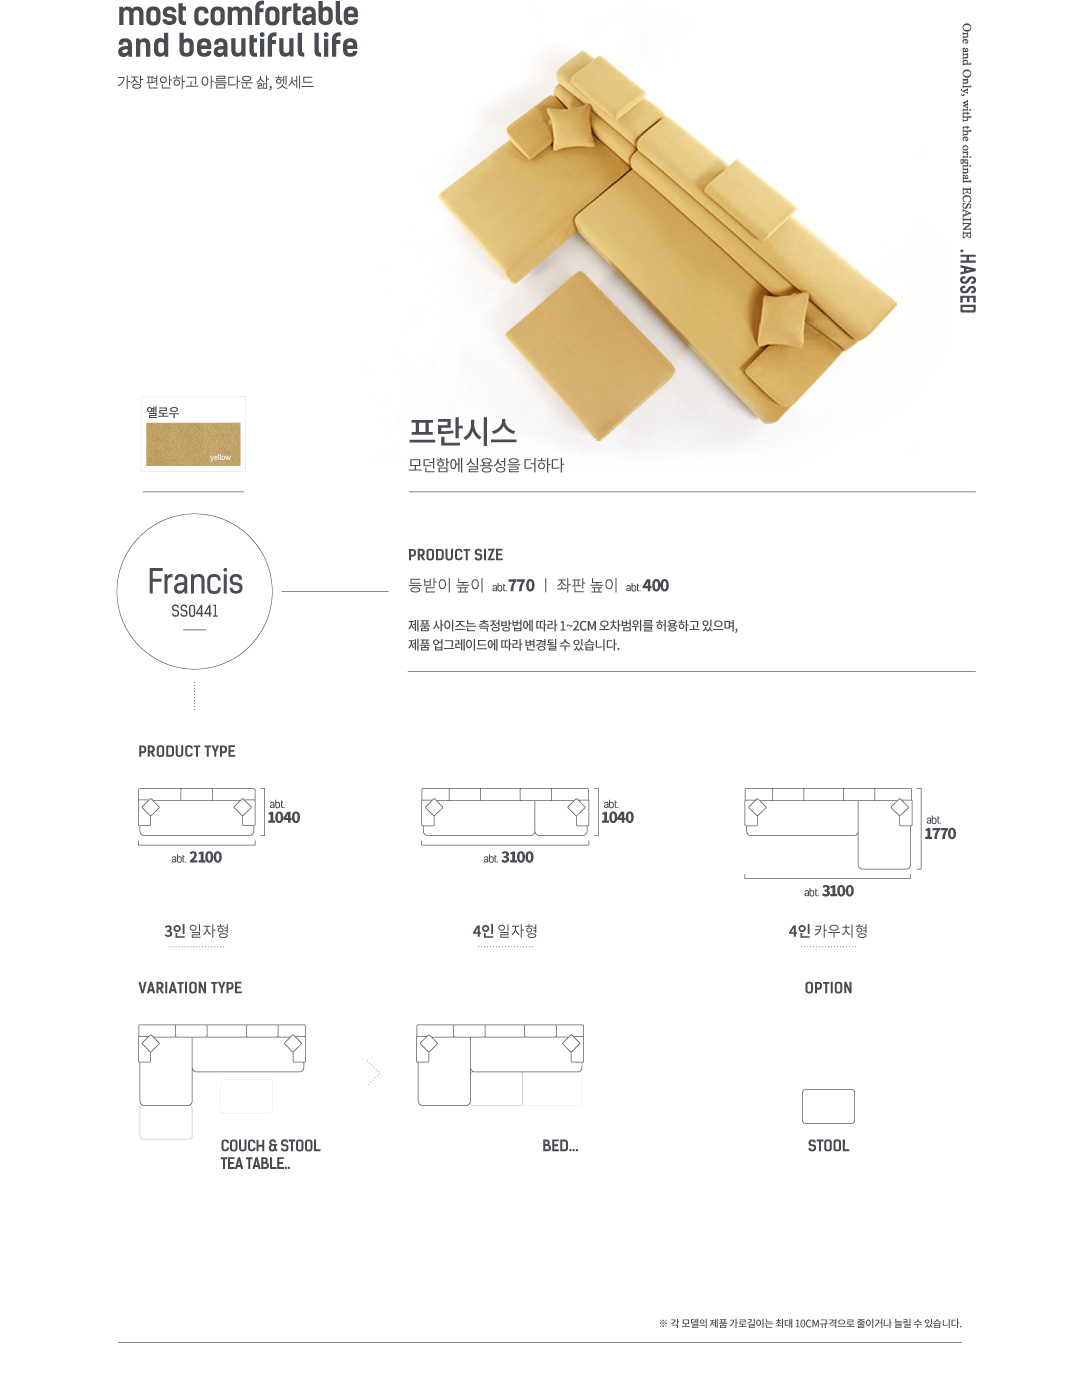 most comfortable
and beautiful life
가장 편안하고 아름다운 삶, 헷세드
One and Only, with the original ECSAINE .HASSED
옐로우
yellow
프란시스
모던함에 실용성을 더하다
Francis
SS0441
PRODUCT SIZE
등받이 높이 abt.770 | 좌판 높이 abt.400
제품 사이즈는 측정방법에 따라 1~2CM 오차범위를 허용하고 있으며,
제품 업그레이드에 따라 변경될 수 있습니다.
PRODUCT TYPE
abt.
1040
abt. 2100
3인 일자형
abt.
1040
abt. 3100
4인 일자형
abt.
1770
abt. 3100
4인 카우치형
VARIATION TYPE
COUCH & STOOL
TEA TABLE..
BED...
OPTION
STOOL
※ 각 모델의 제품 가로길이는 최대 10CM규격으로 줄이거나 늘릴 수 있습니다.